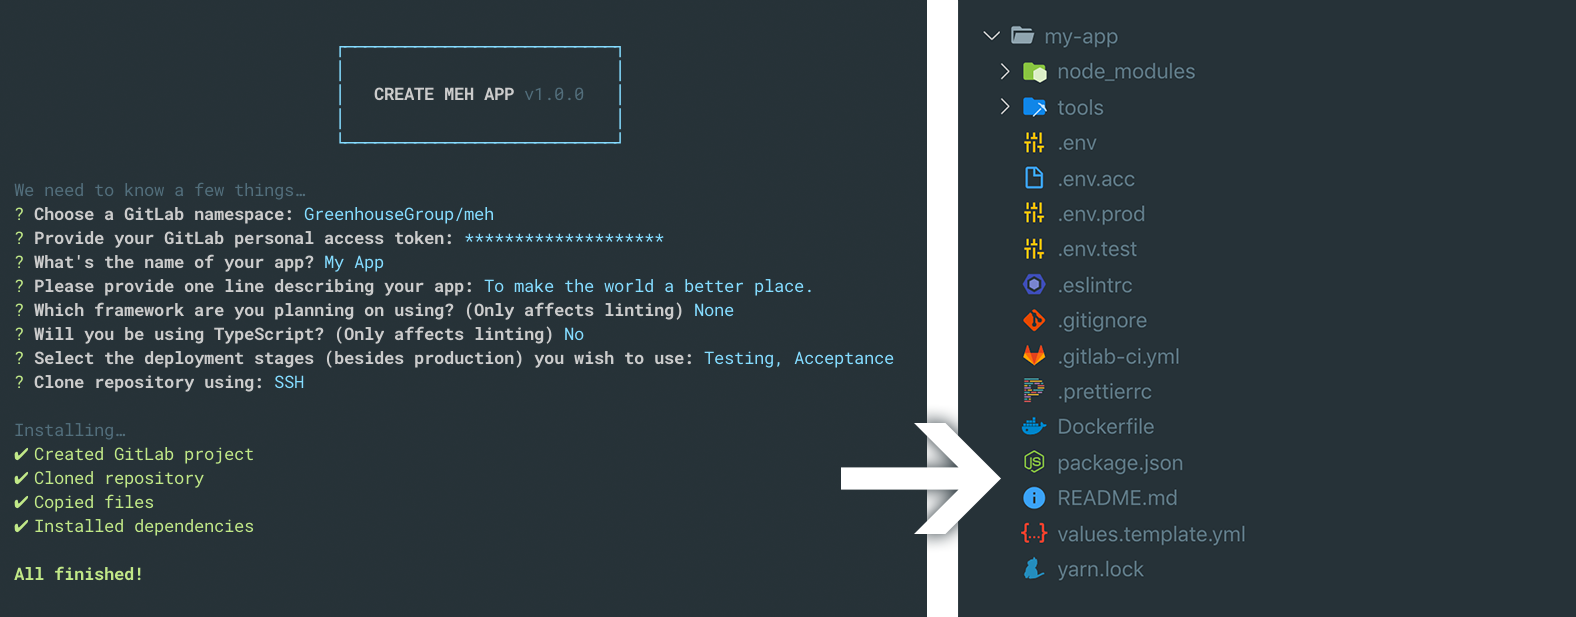 CREATE MEH APP v1.0.0
We need to know a few things…
? Choose a GitLab namespace: GreenhouseGroup/meh
? Provide your GitLab personal access token: ********************
? What's the name of your app? My App
? Please provide one line describing your app: To make the world a better place.
? Which framework are you planning on using? (Only affects linting) None
? Will you be using TypeScript? (Only affects linting) No
? Select the deployment stages (besides production) you wish to use: Testing, Acceptance
? Clone repository using: SSH
Installing…
✔ Created GitLab project
✔ Cloned repository
✔ Copied files
✔ Installed dependencies
All finished!
my-app
node_modules
tools
.env
.env.acc
.env.prod
.env.test
.eslintrc
.gitignore
.gitlab-ci.yml
.prettierrc
Dockerfile
package.json
README.md
values.template.yml
yarn.lock